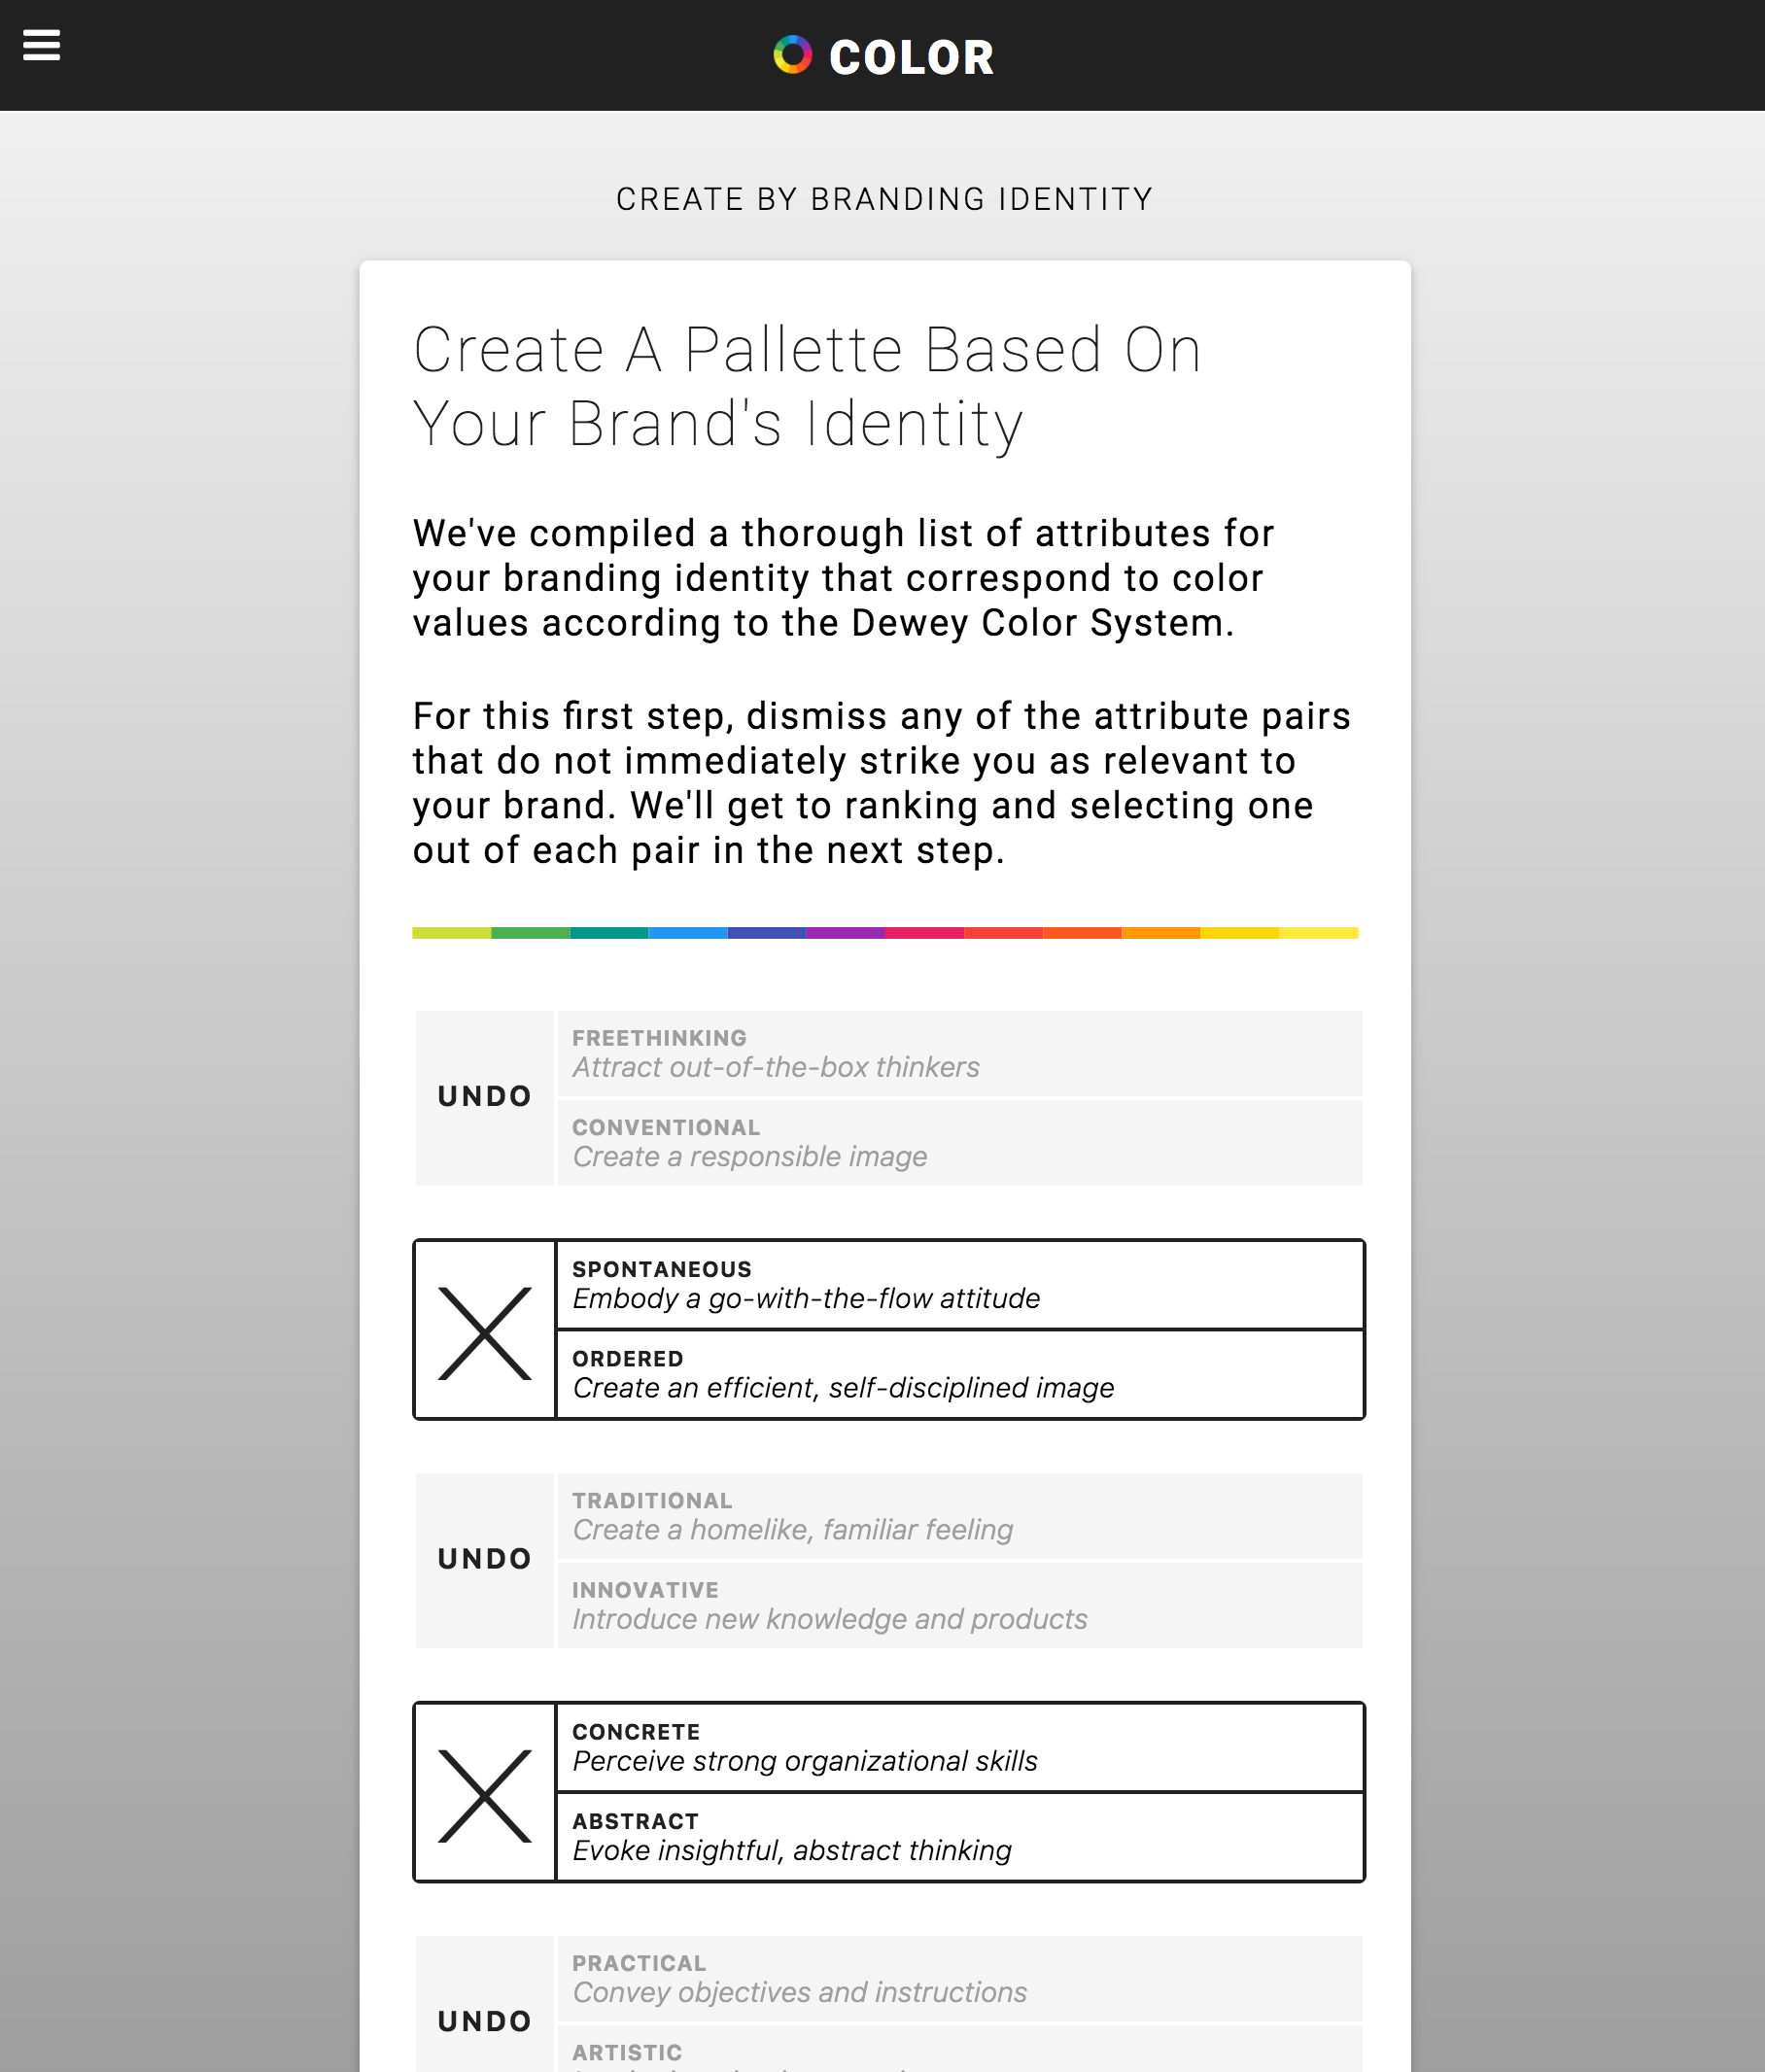 COLOR
CREATE BY BRANDING IDENTITY
Create A Pallette Based On
Your Brand's Identity
We've compiled a thorough list of attributes for
your branding identity that correspond to color
values according to the Dewey Color System.
For this first step, dismiss any of the attribute pairs
that do not immediately strike you as relevant to
your brand. We'll get to ranking and selecting one
out of each pair in the next step.
UNDO
FREETHINKING
Attract out-of-the-box thinkers
CONVENTIONAL
Create a responsible image
SPONTANEOUS
Embody a go-with-the-flow attitude
ORDERED
Create an efficient, self-disciplined image
UNDO
TRADITIONAL
Create a homelike, familiar feeling
INNOVATIVE
Introduce new knowledge and products
CONCRETE
Perceive strong organizational skills
ABSTRACT
Evoke insightful, abstract thinking
UNDO
PRACTICAL
Convey objectives and instructions
ARTISTIC